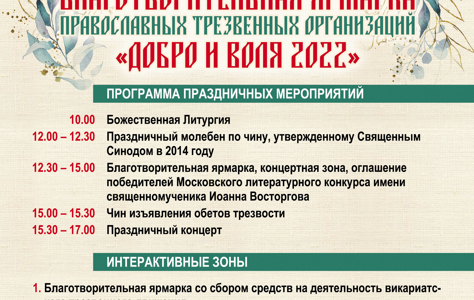 БЛАГОТВОРИТЕЛЬНАЯ ЯРМАРКА
ПРАВОСЛАВНЫХ ТРЕЗВЕННЫХ ОРГАНИЗАЦИЙ
«ДОБРО И ВОЛЯ 2022»
ПРОГРАММА ПРАЗДНИЧНЫХ МЕРОПРИЯТИЙ
10.00 Божественная Литургия
12.00 – 12.30 Праздничный молебен по чину, утвержденному Священным
Синодом в 2014 году
12.30 – 15.00 Благотворительная ярмарка, концертная зона, оглашение
победителей Московского литературного конкурса имени
священномученика Иоанна Восторгова
15.00 – 15.30 Чин изъявления обетов трезвости
15.30 – 17.00 Праздничный концерт
ИНТЕРАКТИВНЫЕ ЗОНЫ
1. Благотворительная ярмарка со сбором средств на деятельность викариатс-